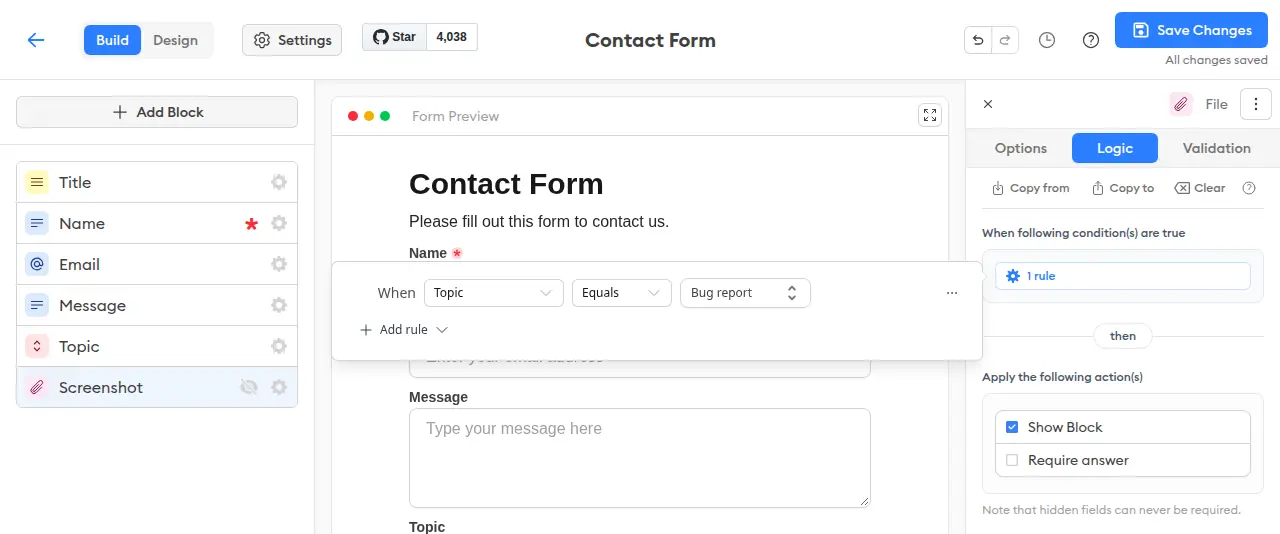 Build
Design
Settings
Star
4,038
Contact Form
Save Changes
All changes saved
Add Block
Title
Name *
Email
Message
Topic
Screenshot
Form Preview
Contact Form
Please fill out this form to contact us.
Name *
When Topic Equals Bug report ...
Add rule
Enter your email address
Message
Type your message here
Topic
File
Options
Logic
Validation
Copy from
Copy to
Clear
When following condition(s) are true
1 rule
then
Apply the following action(s)
Show Block
Require answer
Note that hidden fields can never be required.